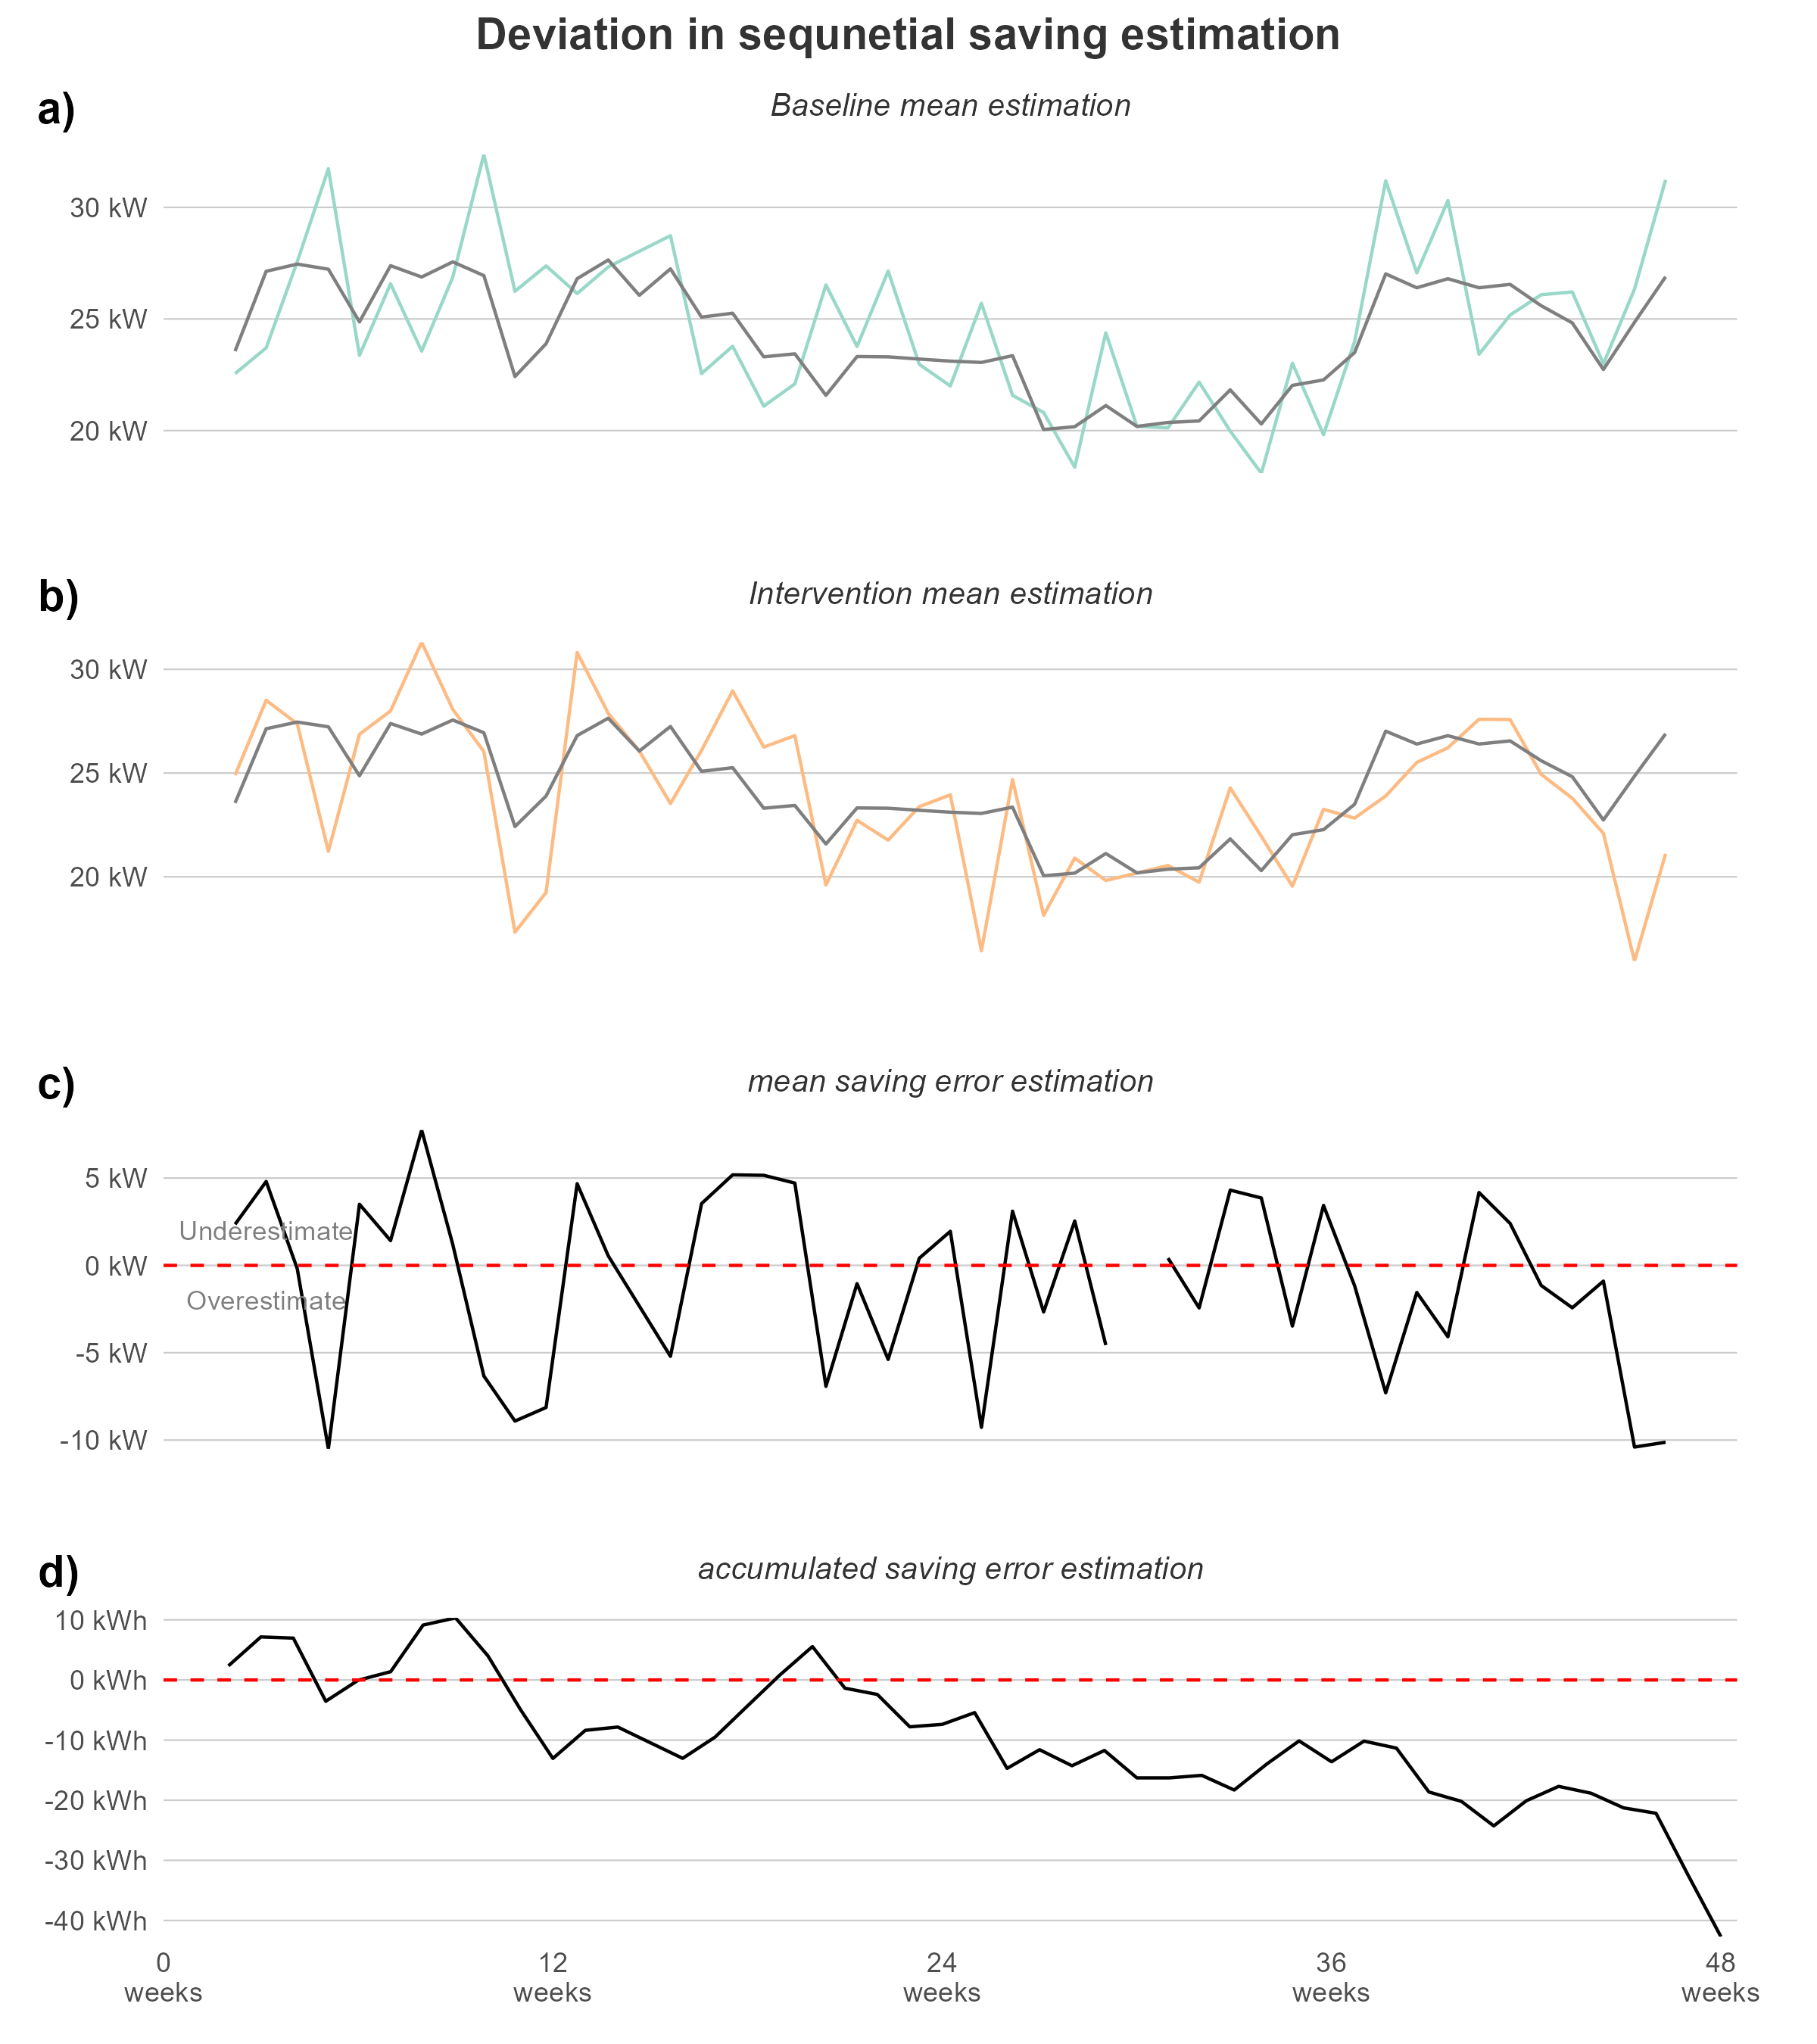 Deviation in sequnetial saving estimation
a)
Baseline mean estimation
30 kW
25 kW
20 kW
b)
Intervention mean estimation
30 kW
25 kW
20 kW
c)
mean saving error estimation
5 kW
Underestimate
0 kW
Overestimate
-5 kW
-10 kW
d)
accumulated saving error estimation
10 kWh
0 kWh
-10 kWh
-20 kWh
-30 kWh
-40 kWh
0 12 24 36 48
weeks weeks weeks weeks weeks